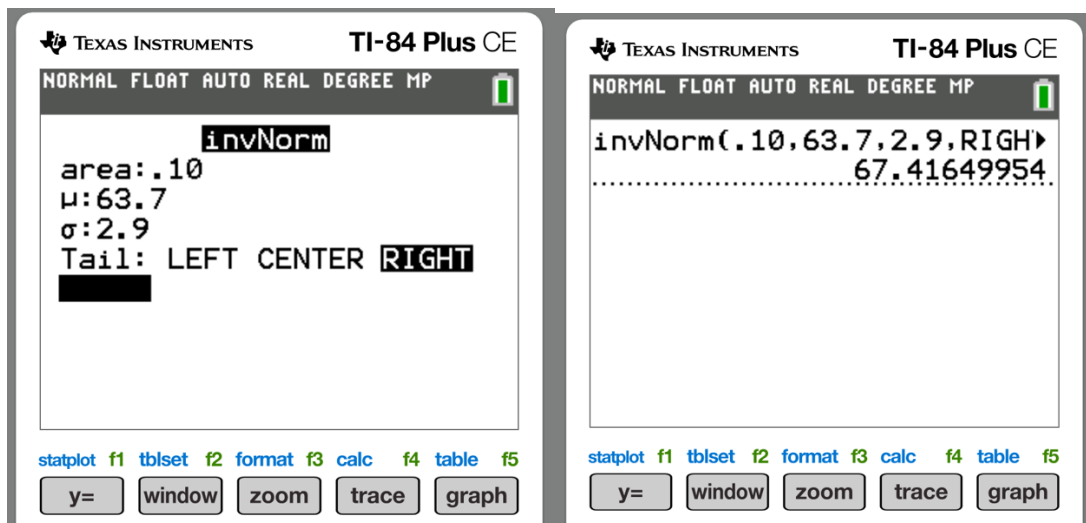 TEXAS INSTRUMENTS TI-84 Plus CE
NORMAL FLOAT AUTO REAL DEGREE MP
invNorm
area:.10
μ:63.7
σ:2.9
Tail: LEFT CENTER RIGHT
statplot f1 tblset f2 format f3 calc f4 table f5
y= window zoom trace graph
TEXAS INSTRUMENTS TI-84 Plus CE
NORMAL FLOAT AUTO REAL DEGREE MP
invNorm(.10,63.7,2.9,RIGH
67.41649954
statplot f1 tblset f2 format f3 calc f4 table f5
y= window zoom trace graph